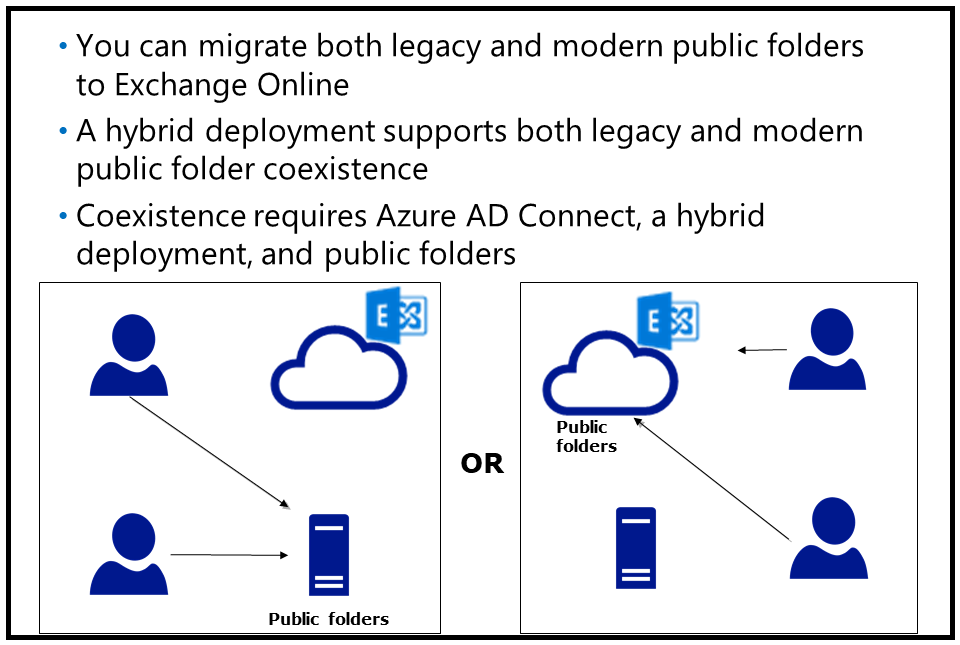 • You can migrate both legacy and modern public folders
to Exchange Online
• A hybrid deployment supports both legacy and modern
public folder coexistence
• Coexistence requires Azure AD Connect, a hybrid
deployment, and public folders
E
E
Public
folders
OR
Public folders